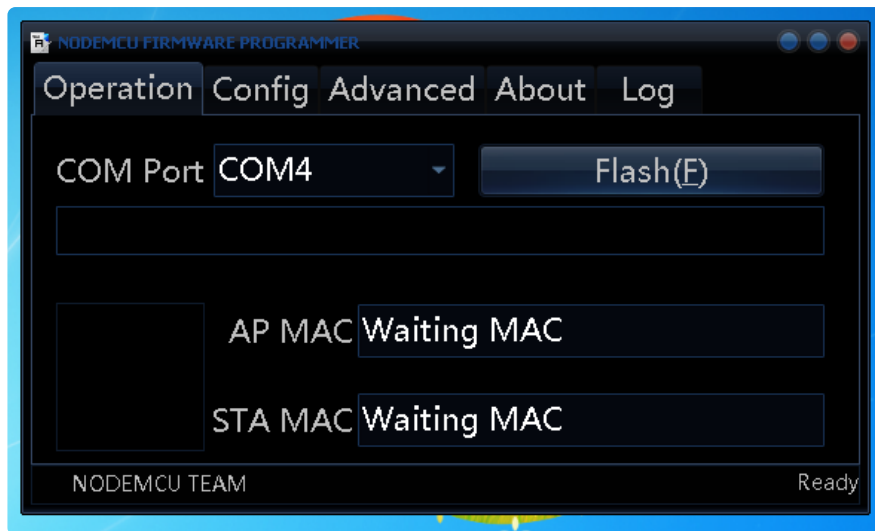 NODEMCU FIRMWARE PROGRAMMER
Operation Config Advanced About Log
COM Port COM4 Flash(F)
AP MAC Waiting MAC
STA MAC Waiting MAC
NODEMCU TEAM Ready